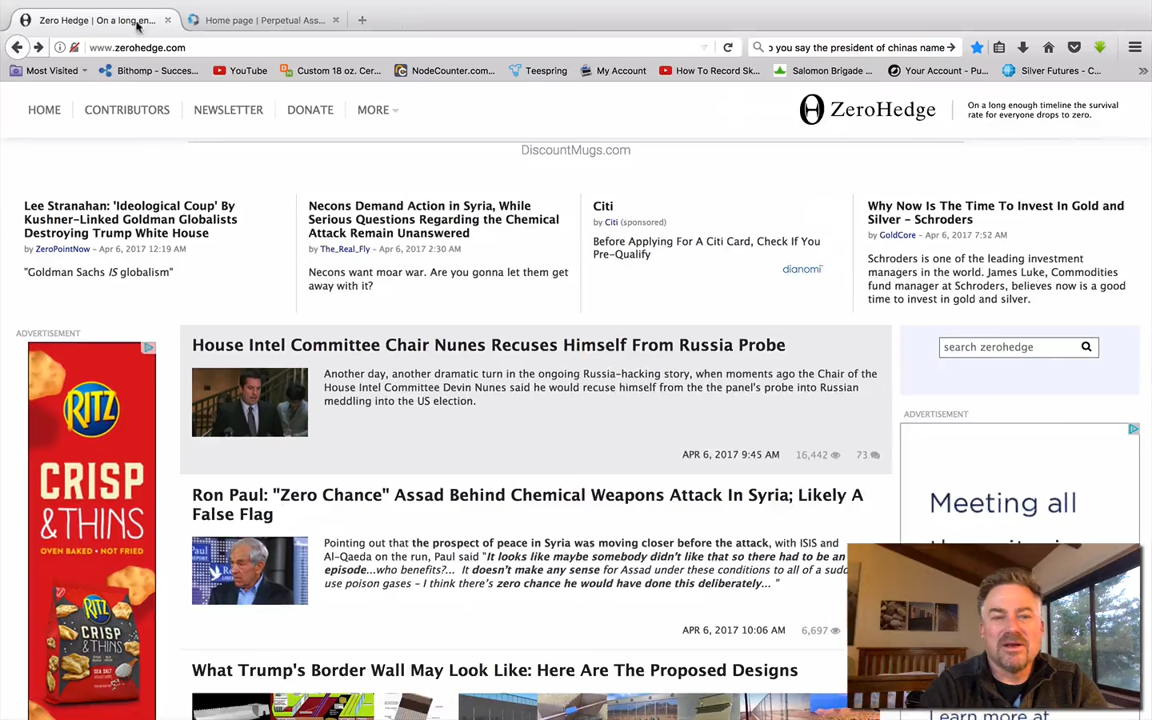 Zero Hedge | On a long en...
Home page | Perpetual Ass...
www.zerohedge.com
o you say the president of chinas name
Most Visited
Bithomp - Succes...
YouTube
Custom 18 oz. Cer...
NodeCounter.com...
Teespring
My Account
How To Record Sk...
Salomon Brigade ...
Your Account - Pu...
Silver Futures - C...
HOME
CONTRIBUTORS
NEWSLETTER
DONATE
MORE
ZeroHedge
On a long enough timeline the survival
rate for everyone drops to zero.
DiscountMugs.com
Lee Stranahan: 'Ideological Coup' By
Kushner-Linked Goldman Globalists
Destroying Trump White House
by ZeroPointNow - Apr 6, 2017 12:19 AM
"Goldman Sachs IS globalism"
Necons Demand Action in Syria, While
Serious Questions Regarding the Chemical
Attack Remain Unanswered
by The_Real_Fly - Apr 6, 2017 2:30 AM
Necons want moar war. Are you gonna let them get
away with it?
Citi
by Citi (sponsored)
Before Applying For A Citi Card, Check If You
Pre-Qualify
dianomi
Why Now Is The Time To Invest In Gold and
Silver – Schroders
by GoldCore - Apr 6, 2017 7:52 AM
Schroders is one of the leading investment
managers in the world. James Luke, Commodities
fund manager at Schroders, believes now is a good
time to invest in gold and silver.
ADVERTISEMENT
RITZ
CRISP
& THINS
OVEN BAKED • NOT FRIED
RITZ
CRISP
& THINS
SEA SALT
House Intel Committee Chair Nunes Recuses Himself From Russia Probe
Another day, another dramatic turn in the ongoing Russia-hacking story, when moments ago the Chair of the
House Intel Committee Devin Nunes said he would recuse himself from the the panel's probe into Russian
meddling into the US election.
APR 6, 2017 9:45 AM
16,442
73
Ron Paul: "Zero Chance" Assad Behind Chemical Weapons Attack In Syria; Likely A
False Flag
Pointing out that the prospect of peace in Syria was moving closer before the attack, with ISIS and
Al-Qaeda on the run, Paul said "It looks like maybe somebody didn't like that so there had to be an
episode...who benefits?... It doesn't make any sense for Assad under these conditions to all of a sudd
use poison gases – I think there's zero chance he would have done this deliberately... "
APR 6, 2017 10:06 AM
6,697
What Trump's Border Wall May Look Like: Here Are The Proposed Designs
search zerohedge
ADVERTISEMENT
Meeting all
Learn more at